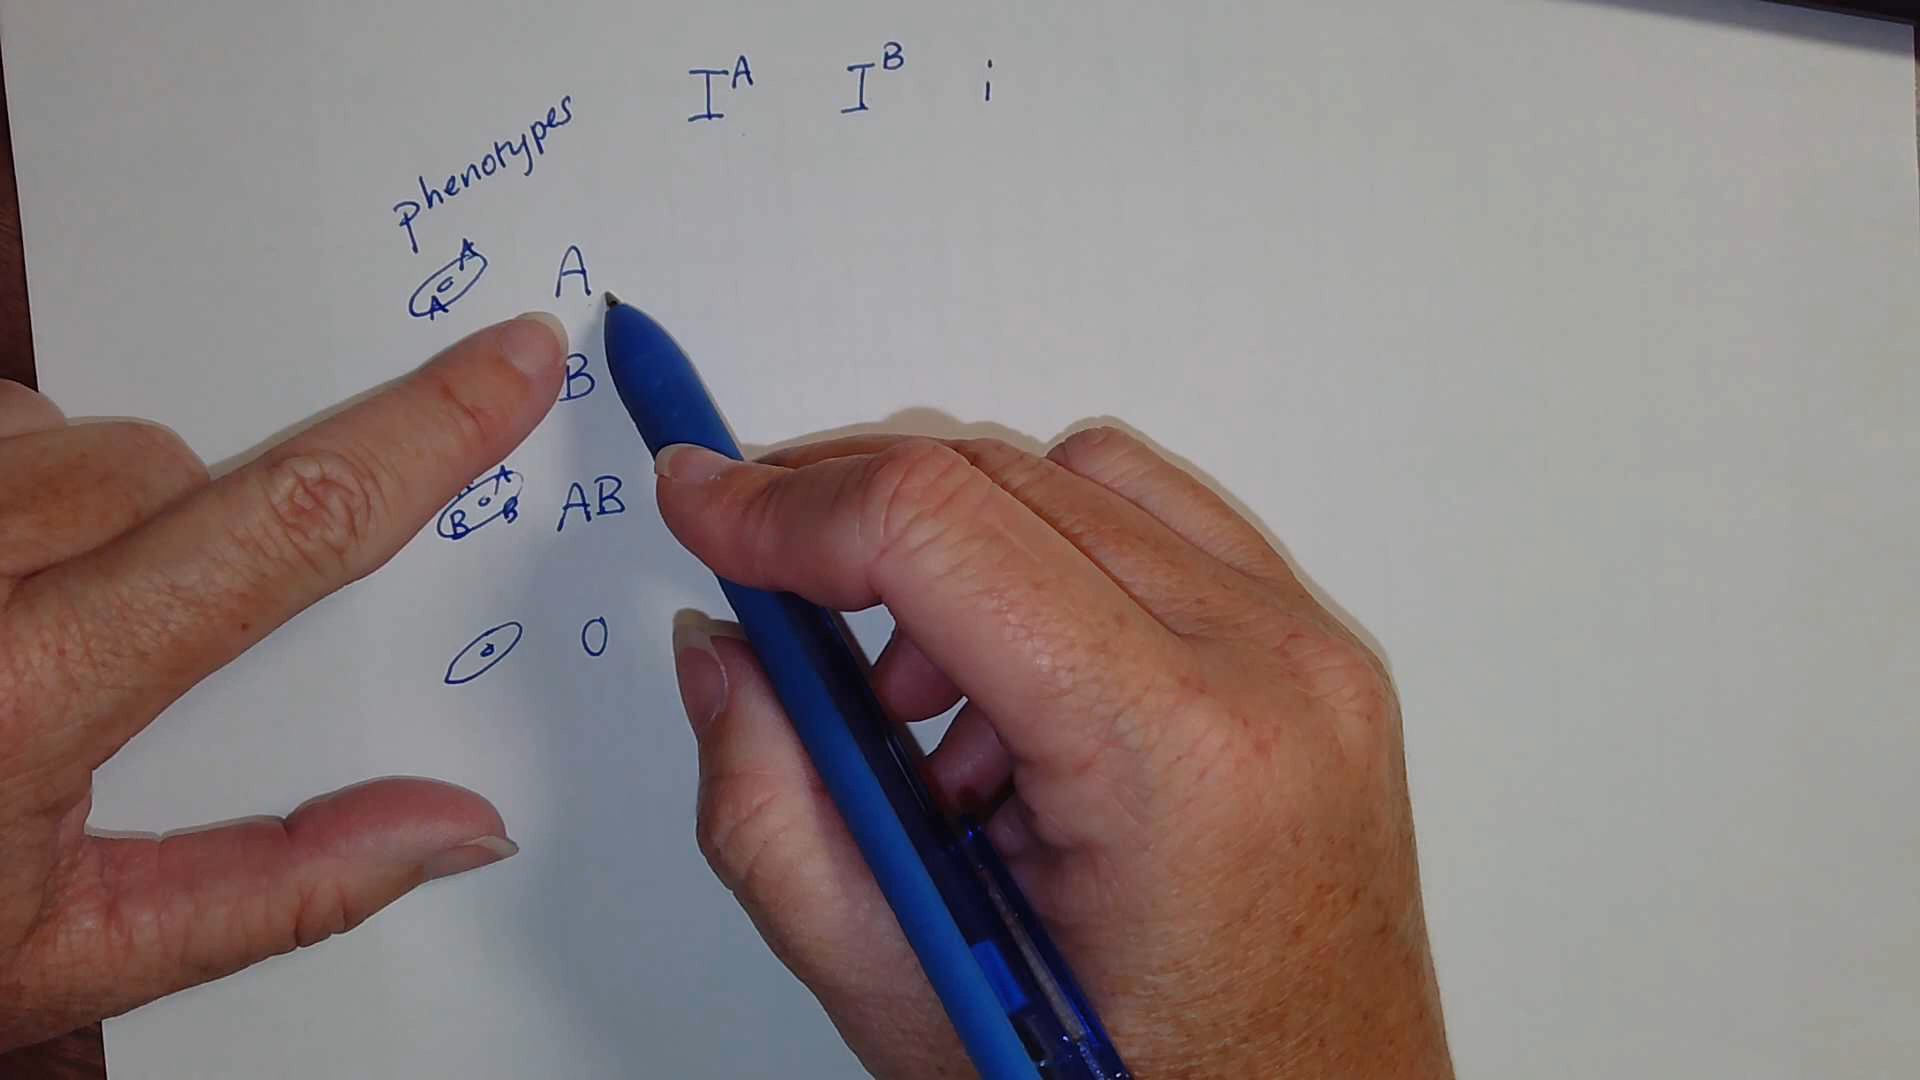 I^A I^B i
phenotypes
A A A
B
A B B AB
O